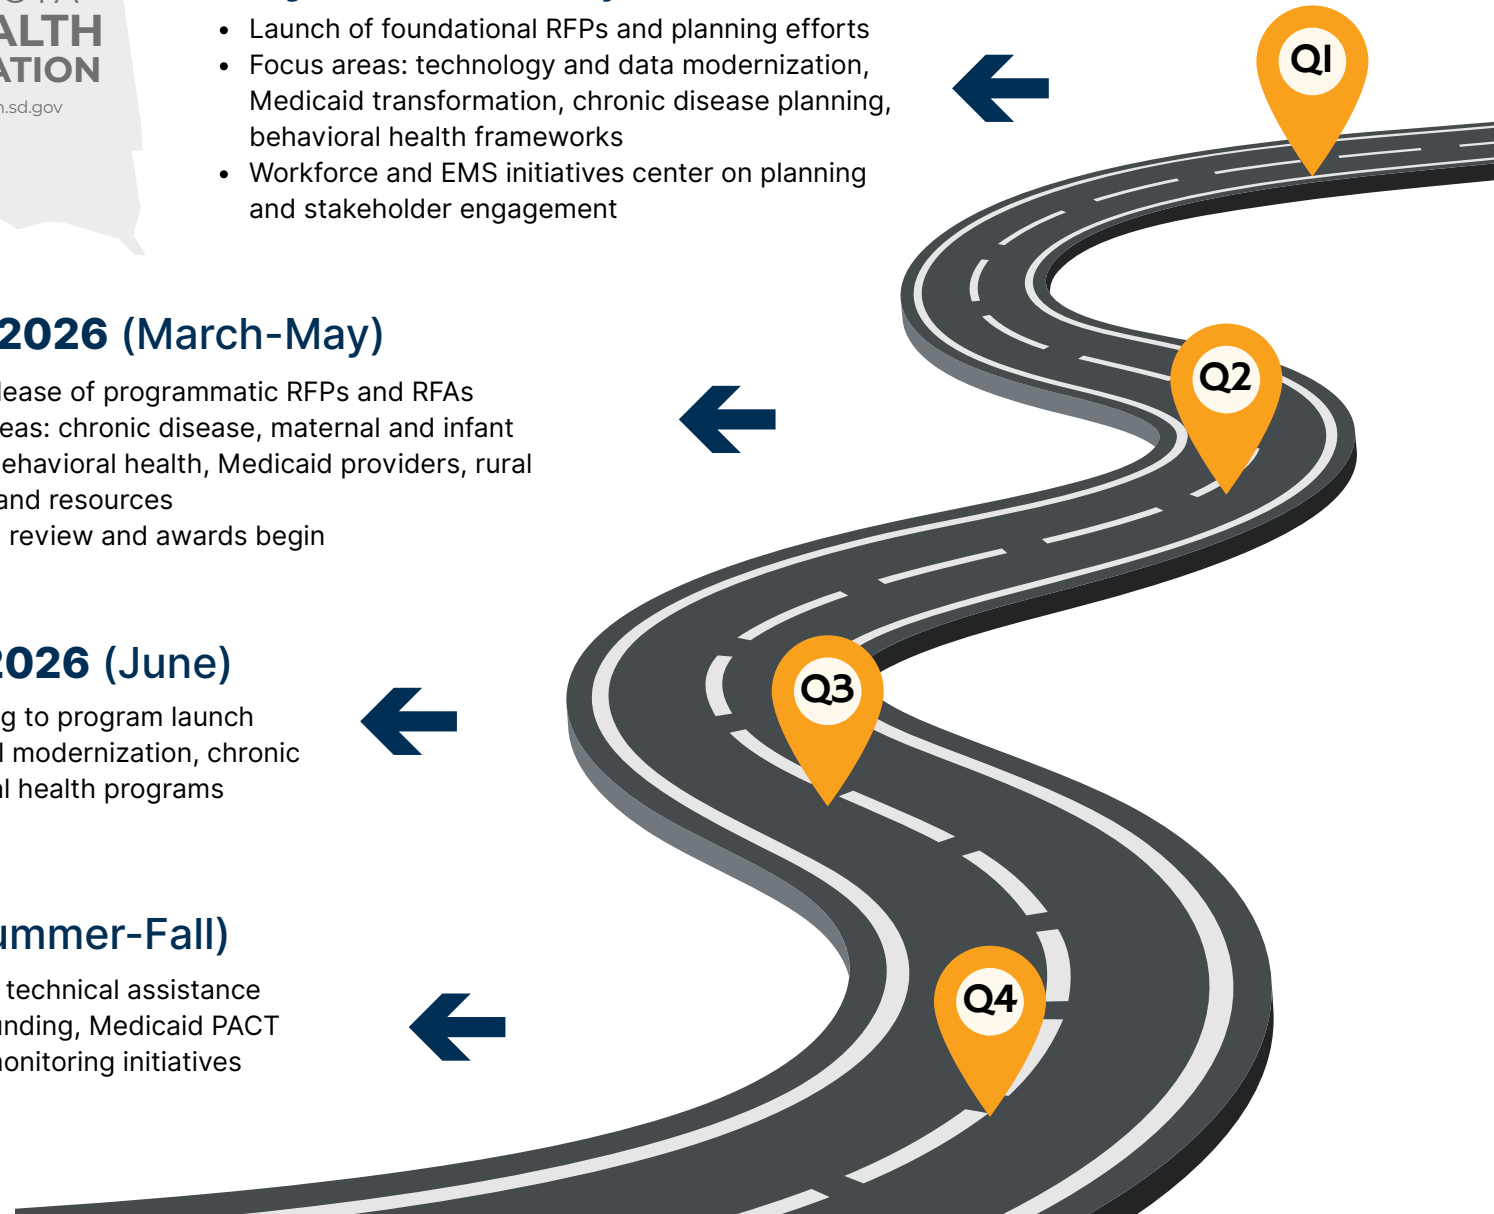 ALTH
ATION
n.sd.gov
• Launch of foundational RFPs and planning efforts
• Focus areas: technology and data modernization,
Medicaid transformation, chronic disease planning,
behavioral health frameworks
• Workforce and EMS initiatives center on planning
and stakeholder engagement
Q1
2026 (March-May)
lease of programmatic RFPs and RFAs
eas: chronic disease, maternal and infant
ehavioral health, Medicaid providers, rural
and resources
review and awards begin
Q2
2026 (June)
g to program launch
l modernization, chronic
al health programs
Q3
ummer-Fall)
technical assistance
unding, Medicaid PACT
onitoring initiatives
Q4